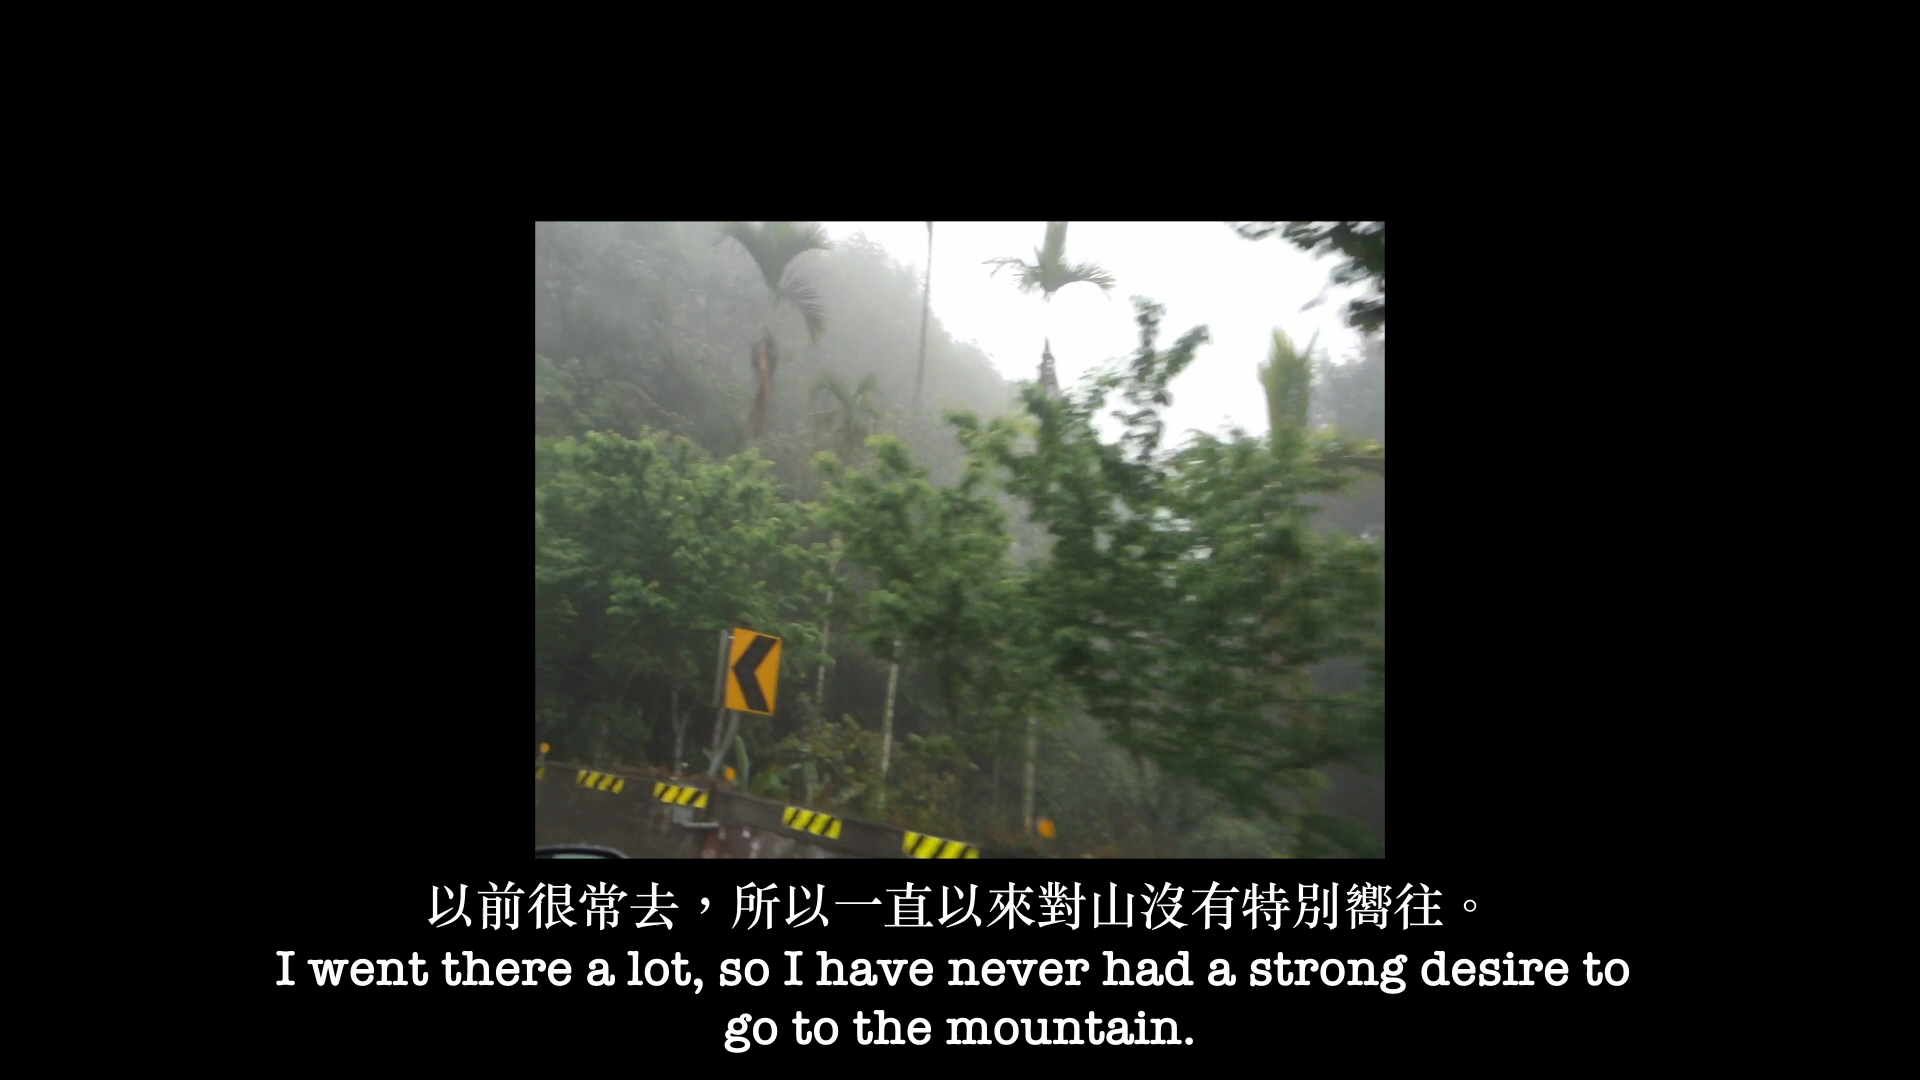 以前很常去，所以一直以來對山沒有特別嚮往。
I went there a lot, so I have never had a strong desire to
go to the mountain.